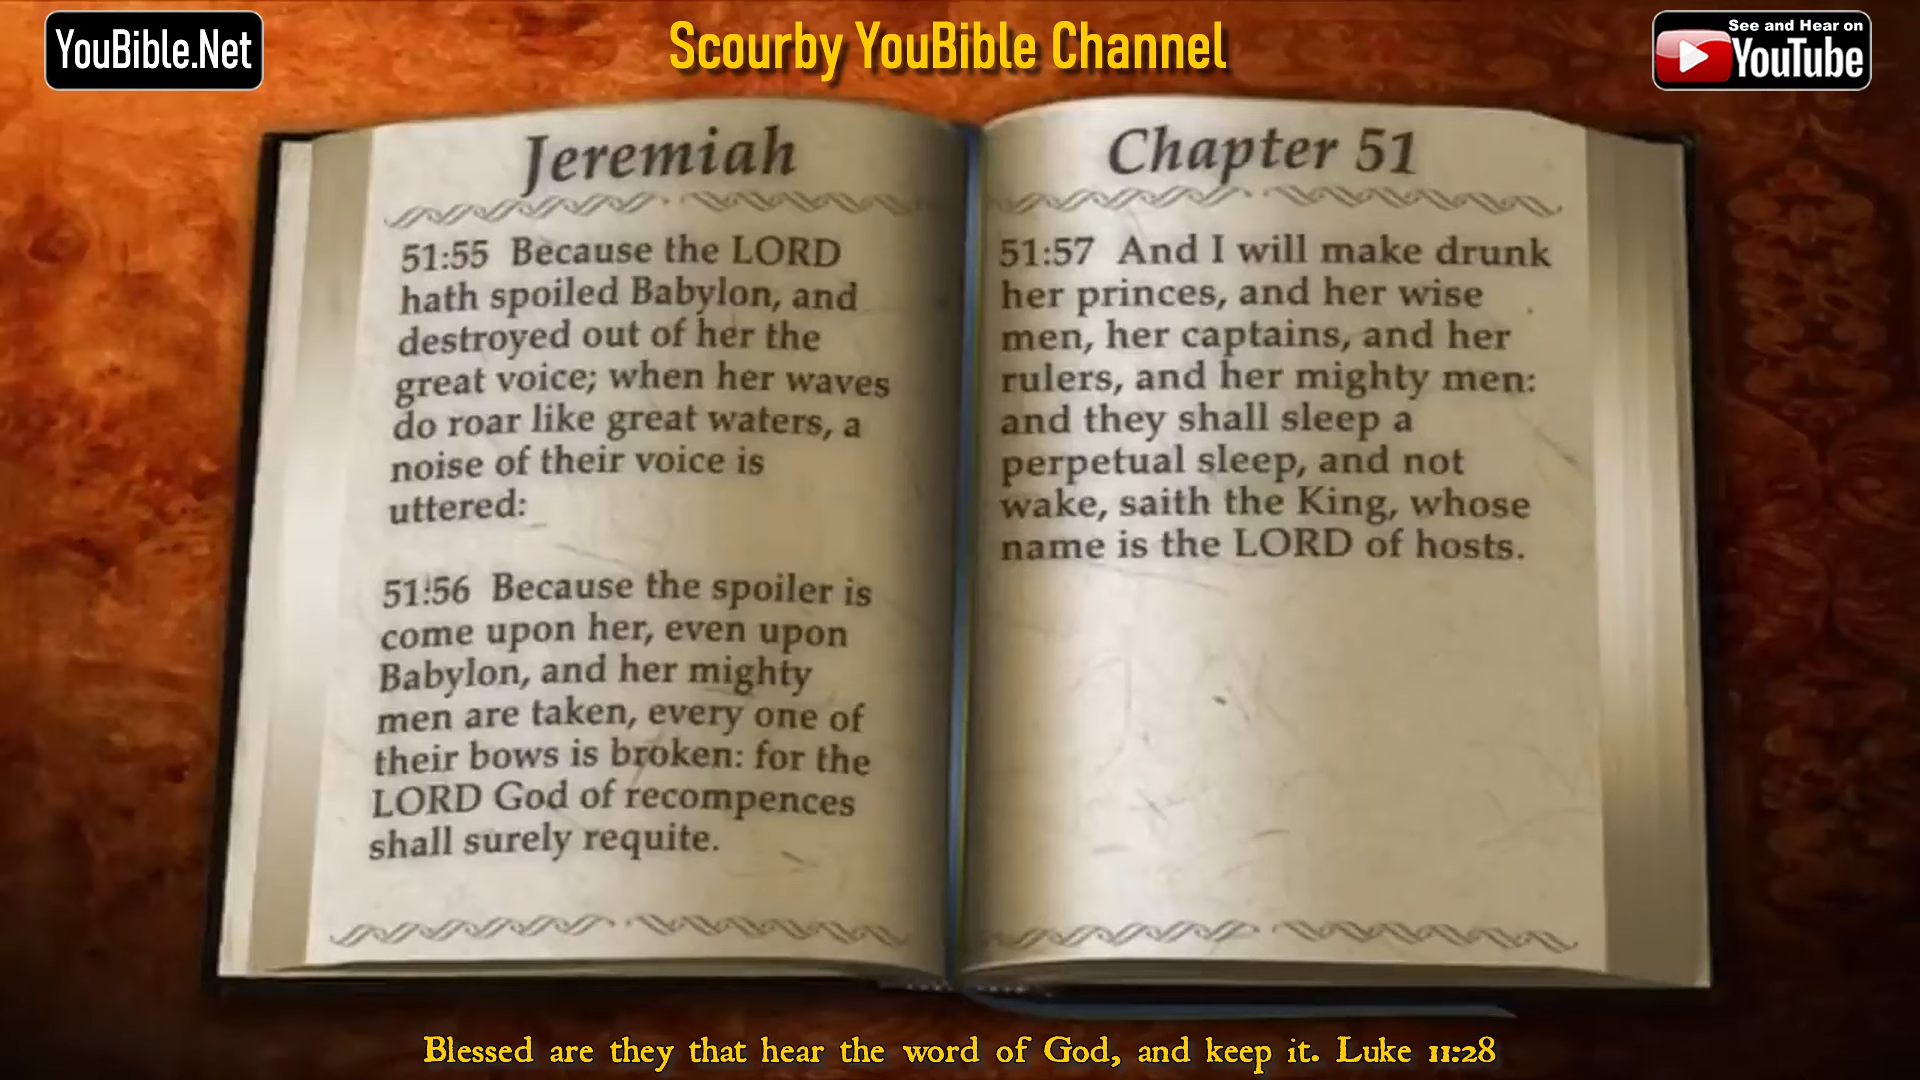 YouBible.Net
Scourby YouBible Channel
See and Hear on
YouTube
Jeremiah
51:55 Because the LORD
hath spoiled Babylon, and
destroyed out of her the
great voice; when her waves
do roar like great waters, a
noise of their voice is
uttered:
51:56 Because the spoiler is
come upon her, even upon
Babylon, and her mighty
men are taken, every one of
their bows is broken: for the
LORD God of recompences
shall surely requite.
Chapter 51
51:57 And I will make drunk
her princes, and her wise
men, her captains, and her
rulers, and her mighty men:
and they shall sleep a
perpetual sleep, and not
wake, saith the King, whose
name is the LORD of hosts.
Blessed are they that hear the word of God, and keep it. Luke 11:28